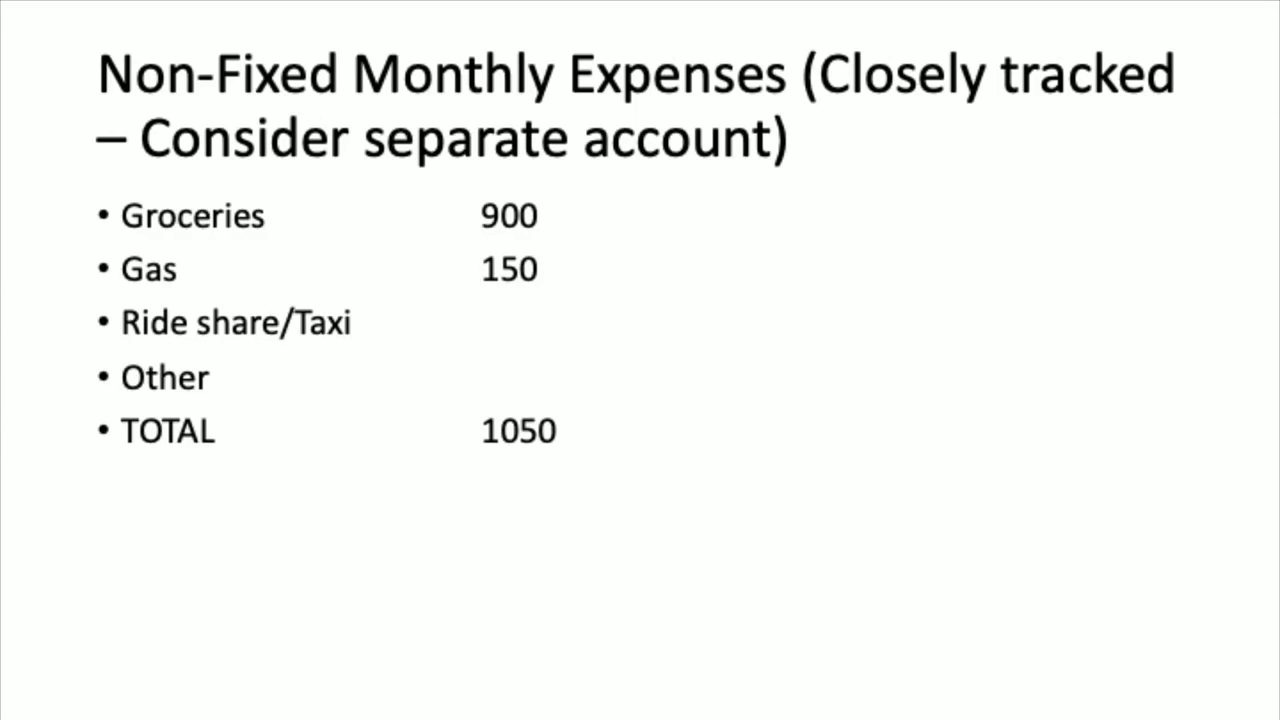 Non-Fixed Monthly Expenses (Closely tracked
– Consider separate account)
• Groceries 900
• Gas 150
• Ride share/Taxi
• Other
• TOTAL 1050